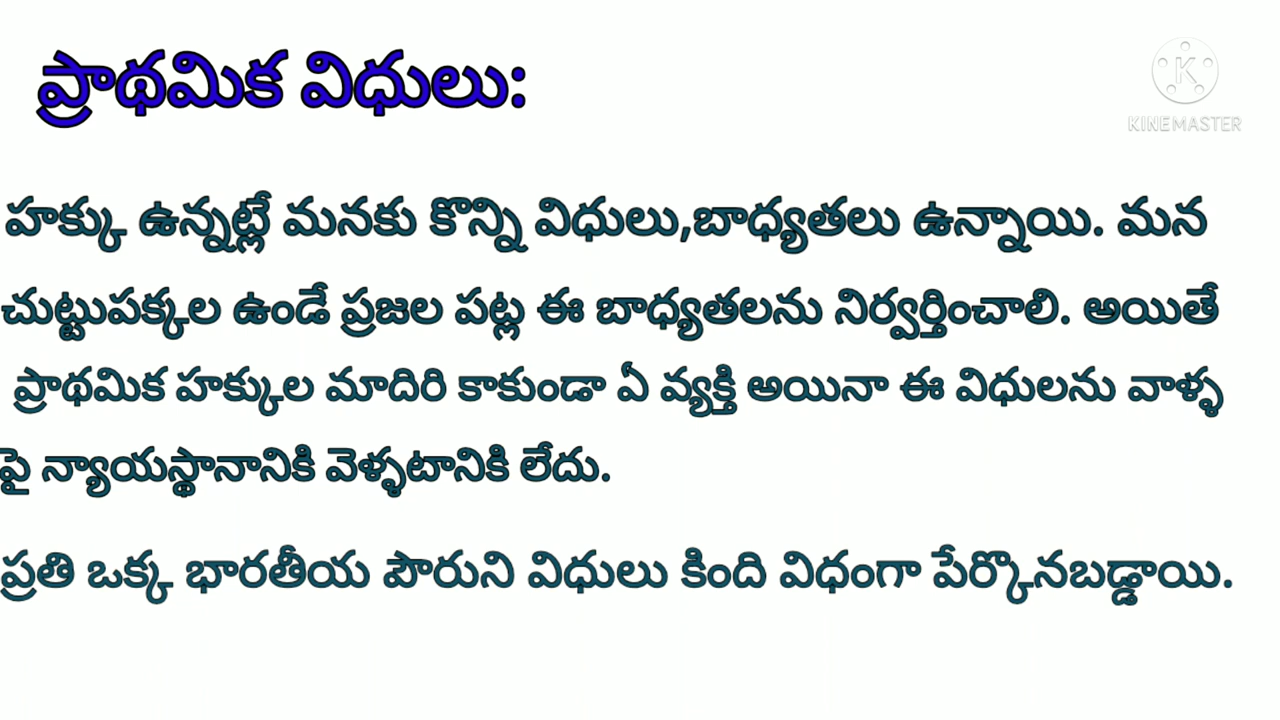 ప్రాథమిక విధులు:
KINEMASTER
హక్కు ఉన్నట్లే మనకు కొన్ని విధులు,బాధ్యతలు ఉన్నాయి. మన
చుట్టుపక్కల ఉండే ప్రజల పట్ల ఈ బాధ్యతలను నిర్వర్తించాలి. అయితే
ప్రాథమిక హక్కుల మాదిరి కాకుండా ఏ వ్యక్తి అయినా ఈ విధులను వాళ్ళ
పై న్యాయస్థానానికి వెళ్ళటానికి లేదు.
ప్రతి ఒక్క భారతీయ పౌరుని విధులు కింది విధంగా పేర్కొనబడ్డాయి.